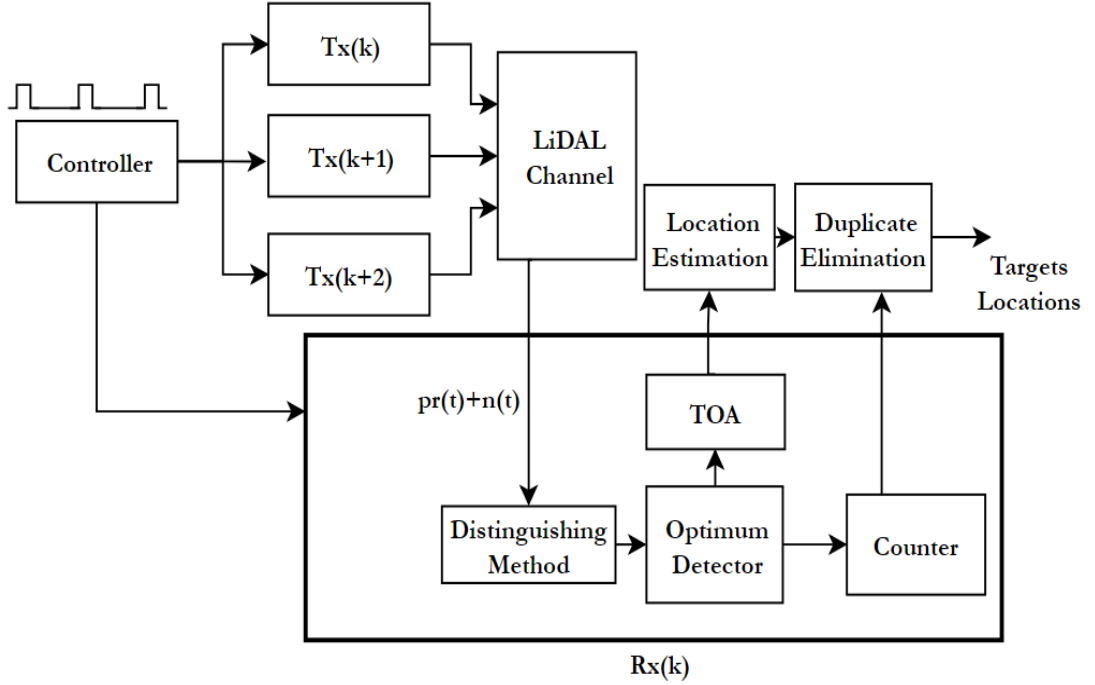 Tx(k)
Controller
Tx(k+1)
Tx(k+2)
LiDAL
Channel
Location
Estimation
Duplicate
Elimination
Targets
Locations
pr(t)+n(t)
TOA
Distinguishing
Method
Optimum
Detector
Counter
Rx(k)